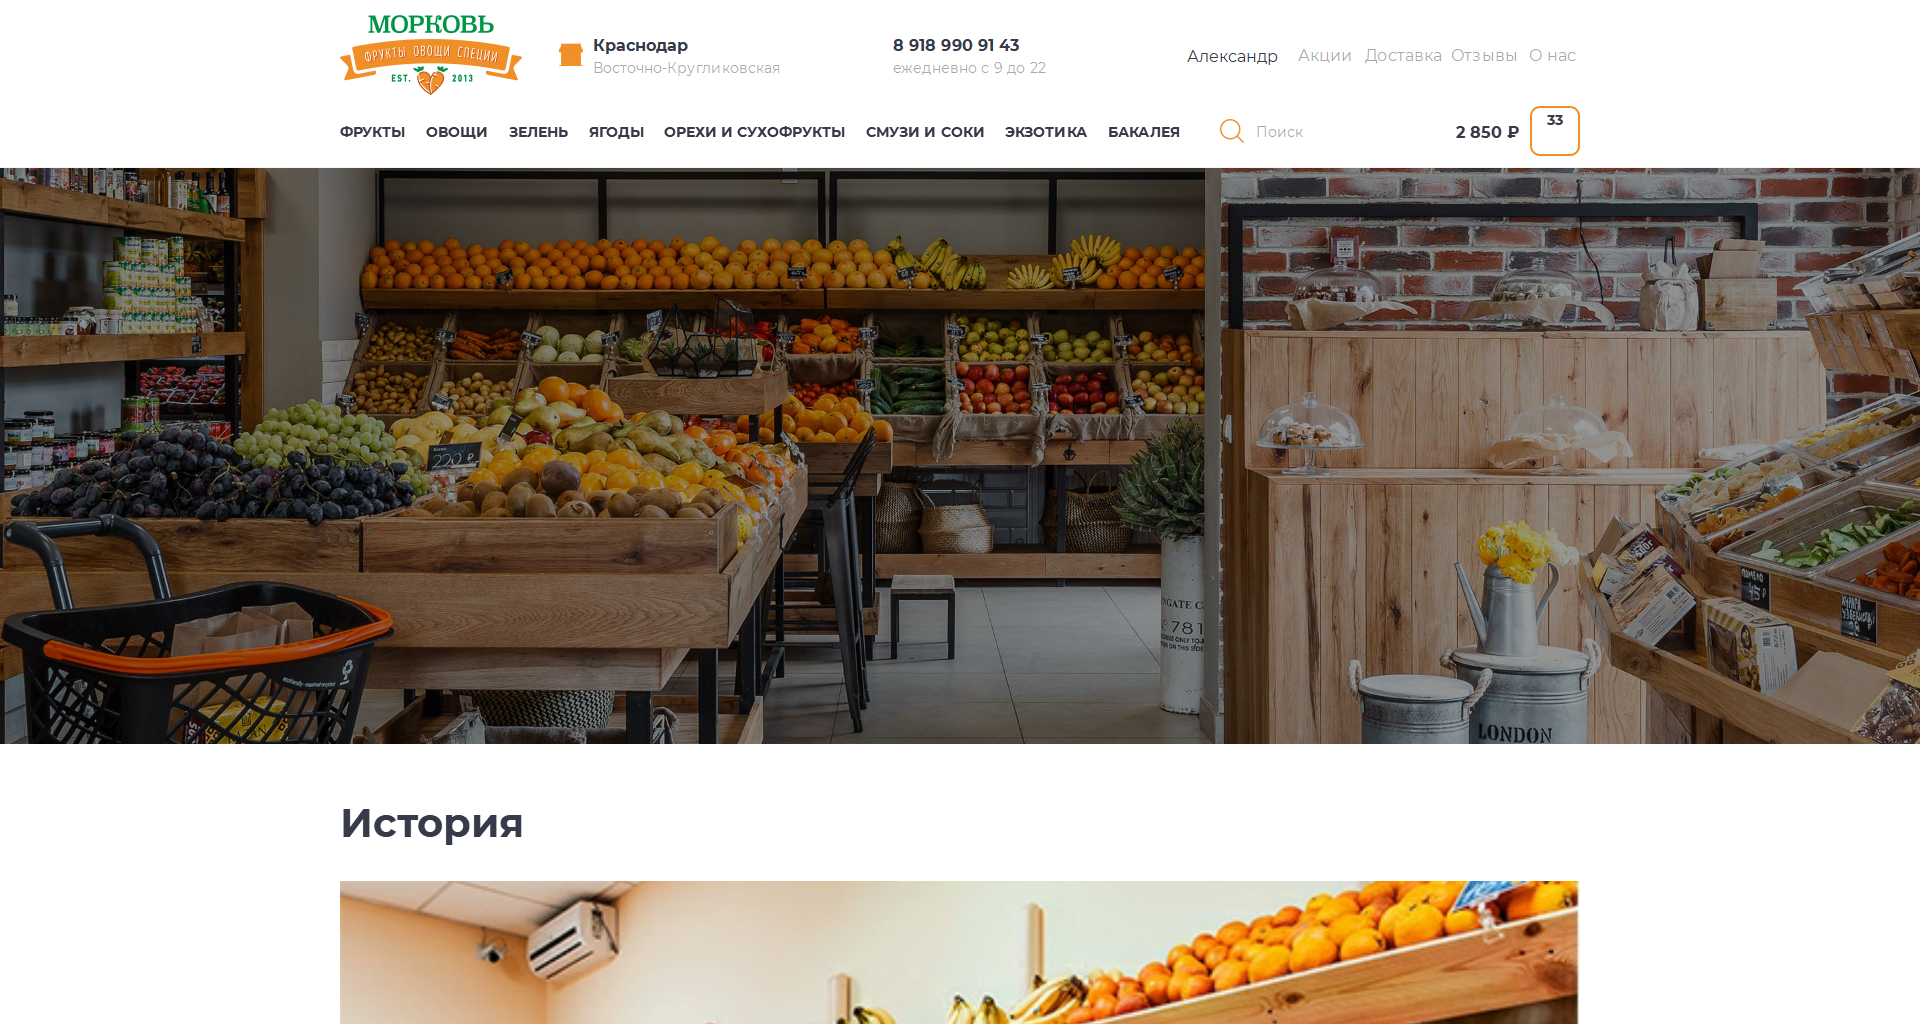 МОРКОВЬ
ФРУКТЫ ОВОЩИ СПЕЦИИ
EST. 2013
Краснодар
Восточно-Кругликовская
8 918 990 91 43
ежедневно с 9 до 22
Александр Акции Доставка Отзывы О нас
ФРУКТЫ ОВОЩИ ЗЕЛЕНЬ ЯГОДЫ ОРЕХИ И СУХОФРУКТЫ СМУЗИ И СОКИ ЭКЗОТИКА БАКАЛЕЯ
Поиск
2 850 ₽
33
220 ₽
781
LONDON
История